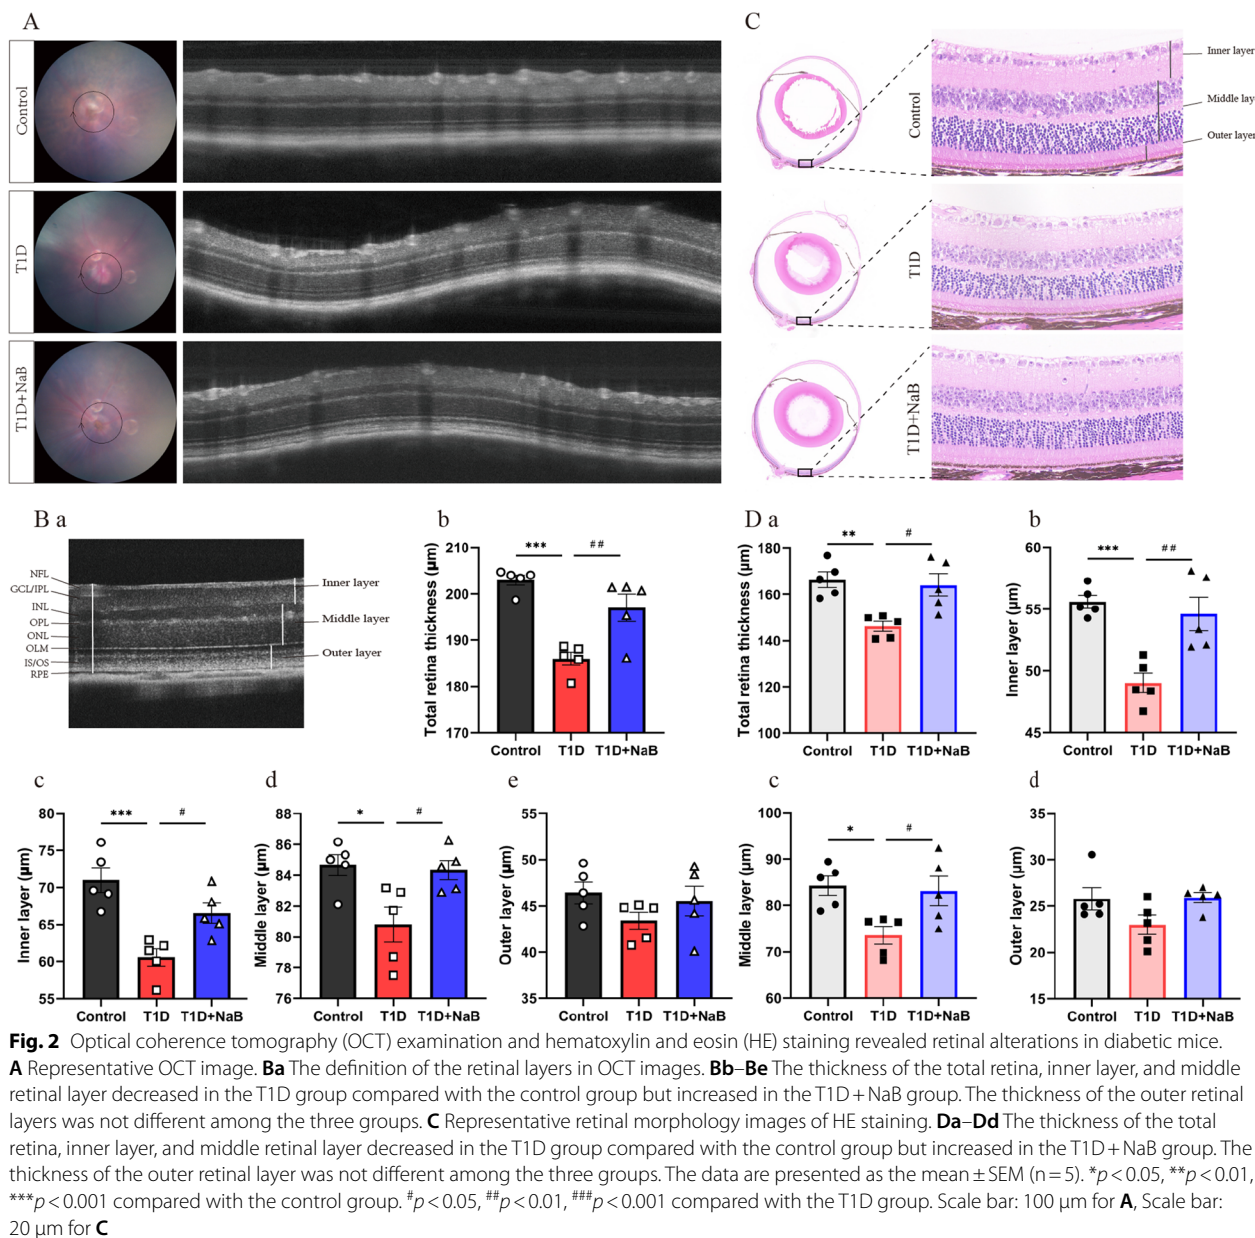 A
Control
T1D
T1D+NaB
C
Control
T1D
T1D+NaB
Inner layer
Middle lay
Outer layer
B a
NFL
GCL/IPL
INL
OPL
ONL
OLM
IS/OS
RPE
Inner layer
Middle layer
Outer layer
b
Total retina thickness (µm)
210
200
190
180
170
***
##
Control T1D T1D+NaB
D a
Total retina thickness (µm)
180
160
140
120
100
**
#
Control T1D T1D+NaB
b
Inner layer (µm)
60
55
50
45
***
##
Control T1D T1D+NaB
c
Inner layer (µm)
80
75
70
65
60
55
***
#
Control T1D T1D+NaB
d
Middle layer (µm)
88
86
84
82
80
78
76
*
#
Control T1D T1D+NaB
e
Outer layer (µm)
55
50
45
40
35
Control T1D T1D+NaB
c
Middle layer (µm)
100
90
80
70
60
*
#
Control T1D T1D+NaB
d
Outer layer (µm)
35
30
25
20
15
Control T1D T1D+NaB
Fig. 2 Optical coherence tomography (OCT) examination and hematoxylin and eosin (HE) staining revealed retinal alterations in diabetic mice.
A Representative OCT image. Ba The definition of the retinal layers in OCT images. Bb–Be The thickness of the total retina, inner layer, and middle
retinal layer decreased in the T1D group compared with the control group but increased in the T1D + NaB group. The thickness of the outer retinal
layers was not different among the three groups. C Representative retinal morphology images of HE staining. Da–Dd The thickness of the total
retina, inner layer, and middle retinal layer decreased in the T1D group compared with the control group but increased in the T1D + NaB group. The
thickness of the outer retinal layer was not different among the three groups. The data are presented as the mean ± SEM (n = 5). *p < 0.05, **p < 0.01,
***p < 0.001 compared with the control group. #p < 0.05, ##p < 0.01, ###p < 0.001 compared with the T1D group. Scale bar: 100 µm for A, Scale bar:
20 µm for C